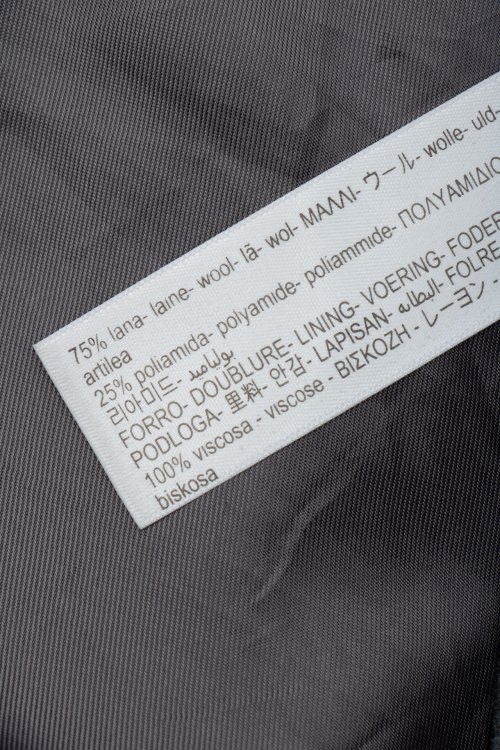 75% lana- laine- wool- lã- wol- ΜΑΛΛΙ- ウール- wolle- uld-
artilea
25% poliamida- polyamide- poliammide- ΠΟΛΥΑΜΙΔΙΟ
리아미드- بوليأميد
FORRO- DOUBLURE- LINING- VOERING- FODER
PODLOGA- 里料- 안감- LAPISAN- البطانه- FOLRE
100% viscosa - viscose - ΒΙΣΚΟΖΗ - レーヨン -
biskosa